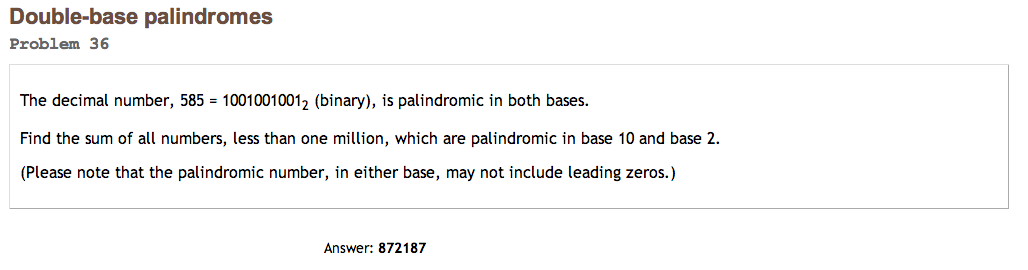 Double-base palindromes
Problem 36
The decimal number, 585 = 1001001001₂ (binary), is palindromic in both bases.
Find the sum of all numbers, less than one million, which are palindromic in base 10 and base 2.
(Please note that the palindromic number, in either base, may not include leading zeros.)
Answer: 872187